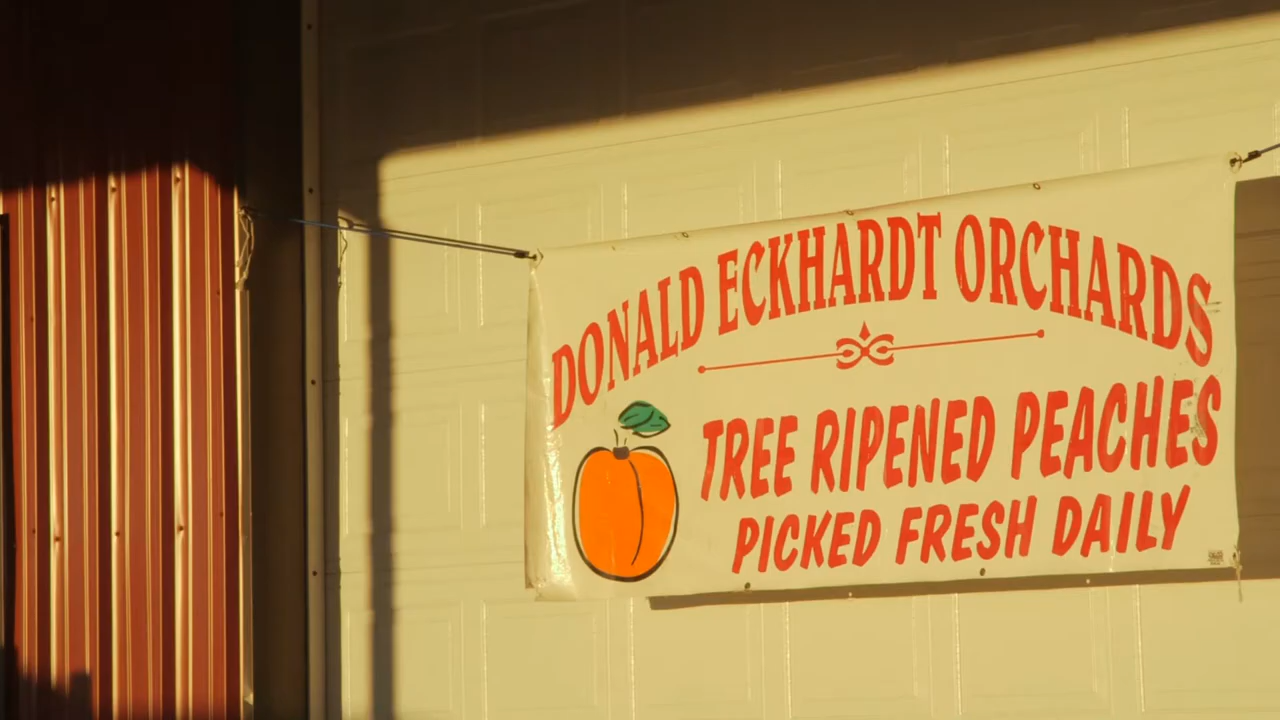 DONALD ECKHARDT ORCHARDS
TREE RIPENED PEACHES
PICKED FRESH DAILY